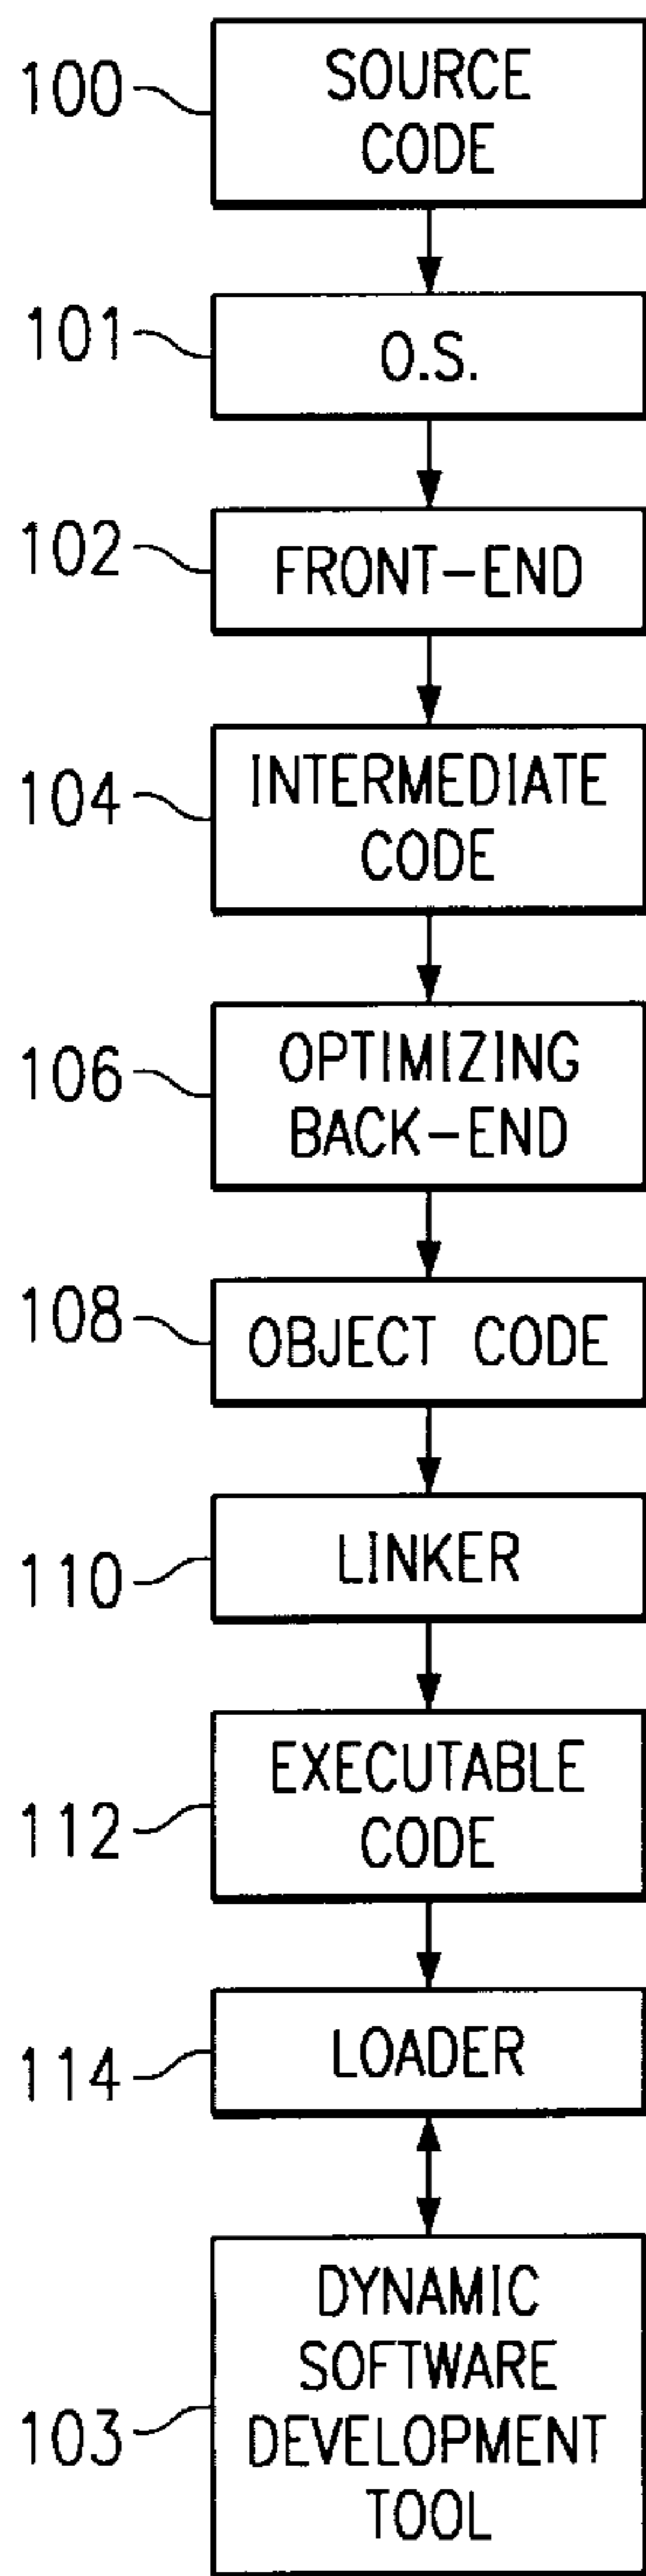 100
SOURCE
CODE
101
O.S.
102
FRONT-END
104
INTERMEDIATE
CODE
106
OPTIMIZING
BACK-END
108
OBJECT CODE
110
LINKER
112
EXECUTABLE
CODE
114
LOADER
103
DYNAMIC
SOFTWARE
DEVELOPMENT
TOOL